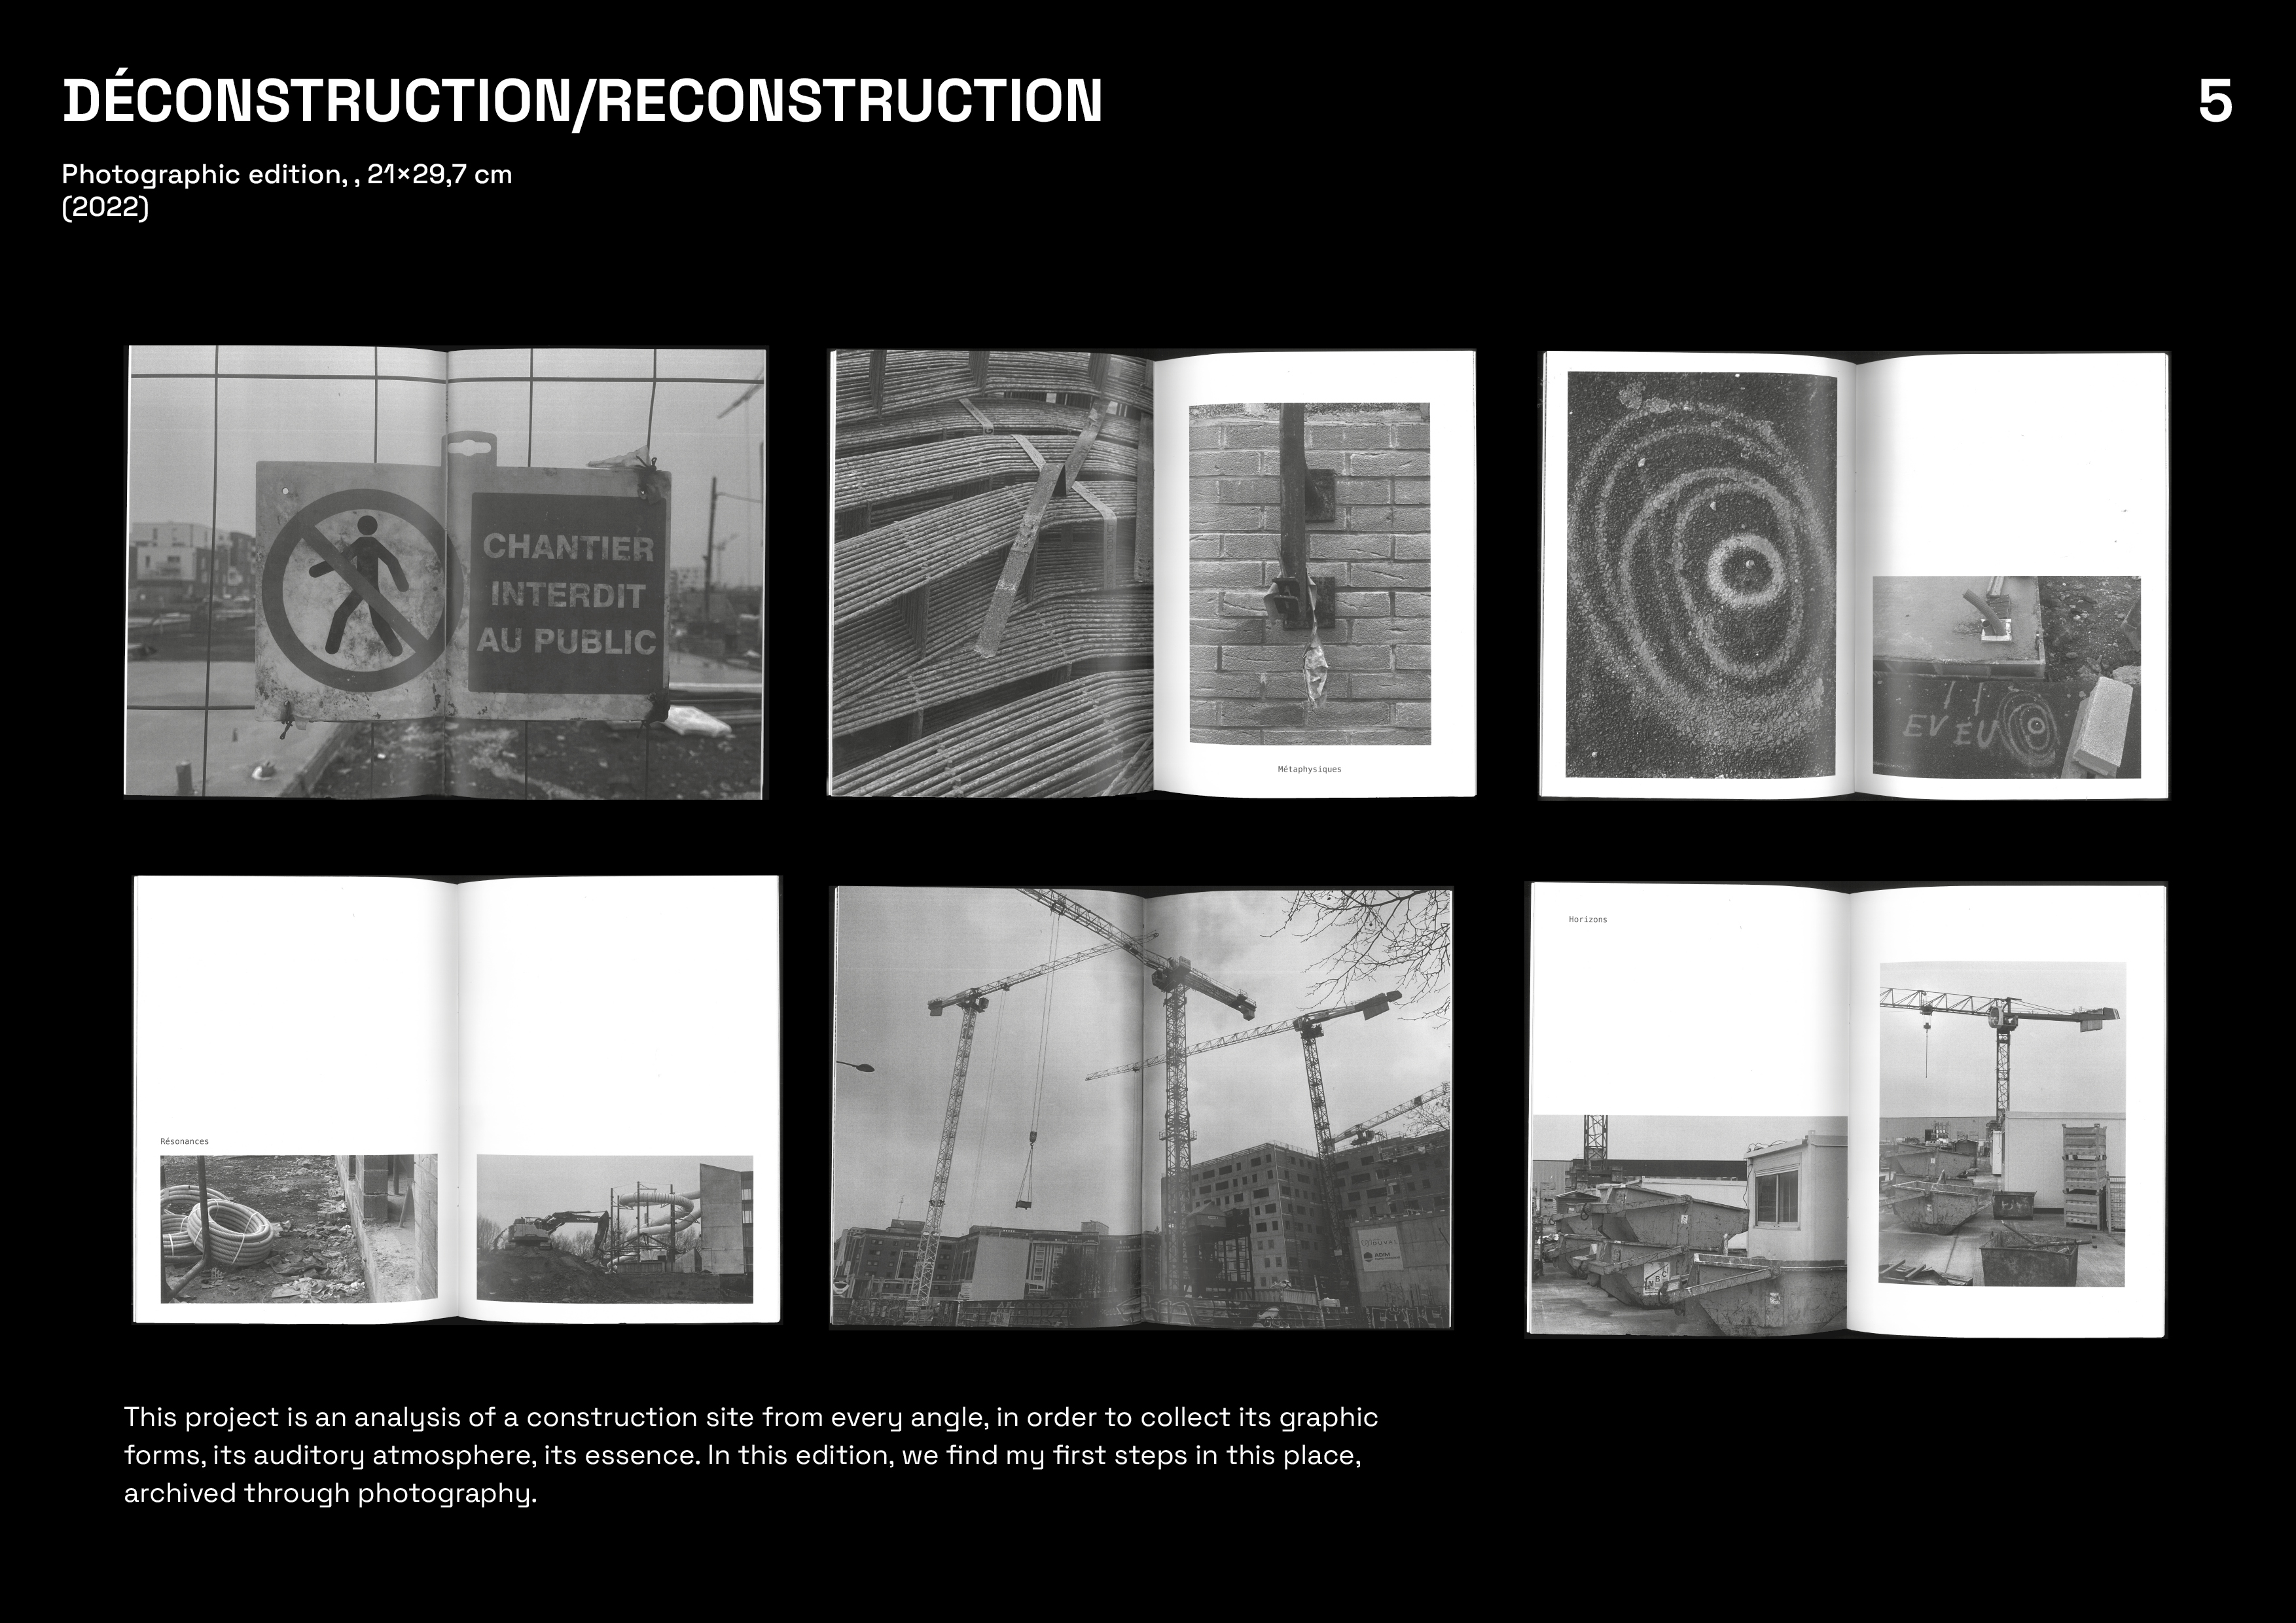 DÉCONSTRUCTION/RECONSTRUCTION
5
Photographic edition, , 21×29,7 cm
(2022)
CHANTIER
INTERDIT
AU PUBLIC
Métaphysiques
EV EU
Résonances
Horizons
This project is an analysis of a construction site from every angle, in order to collect its graphic
forms, its auditory atmosphere, its essence. In this edition, we find my first steps in this place,
archived through photography.